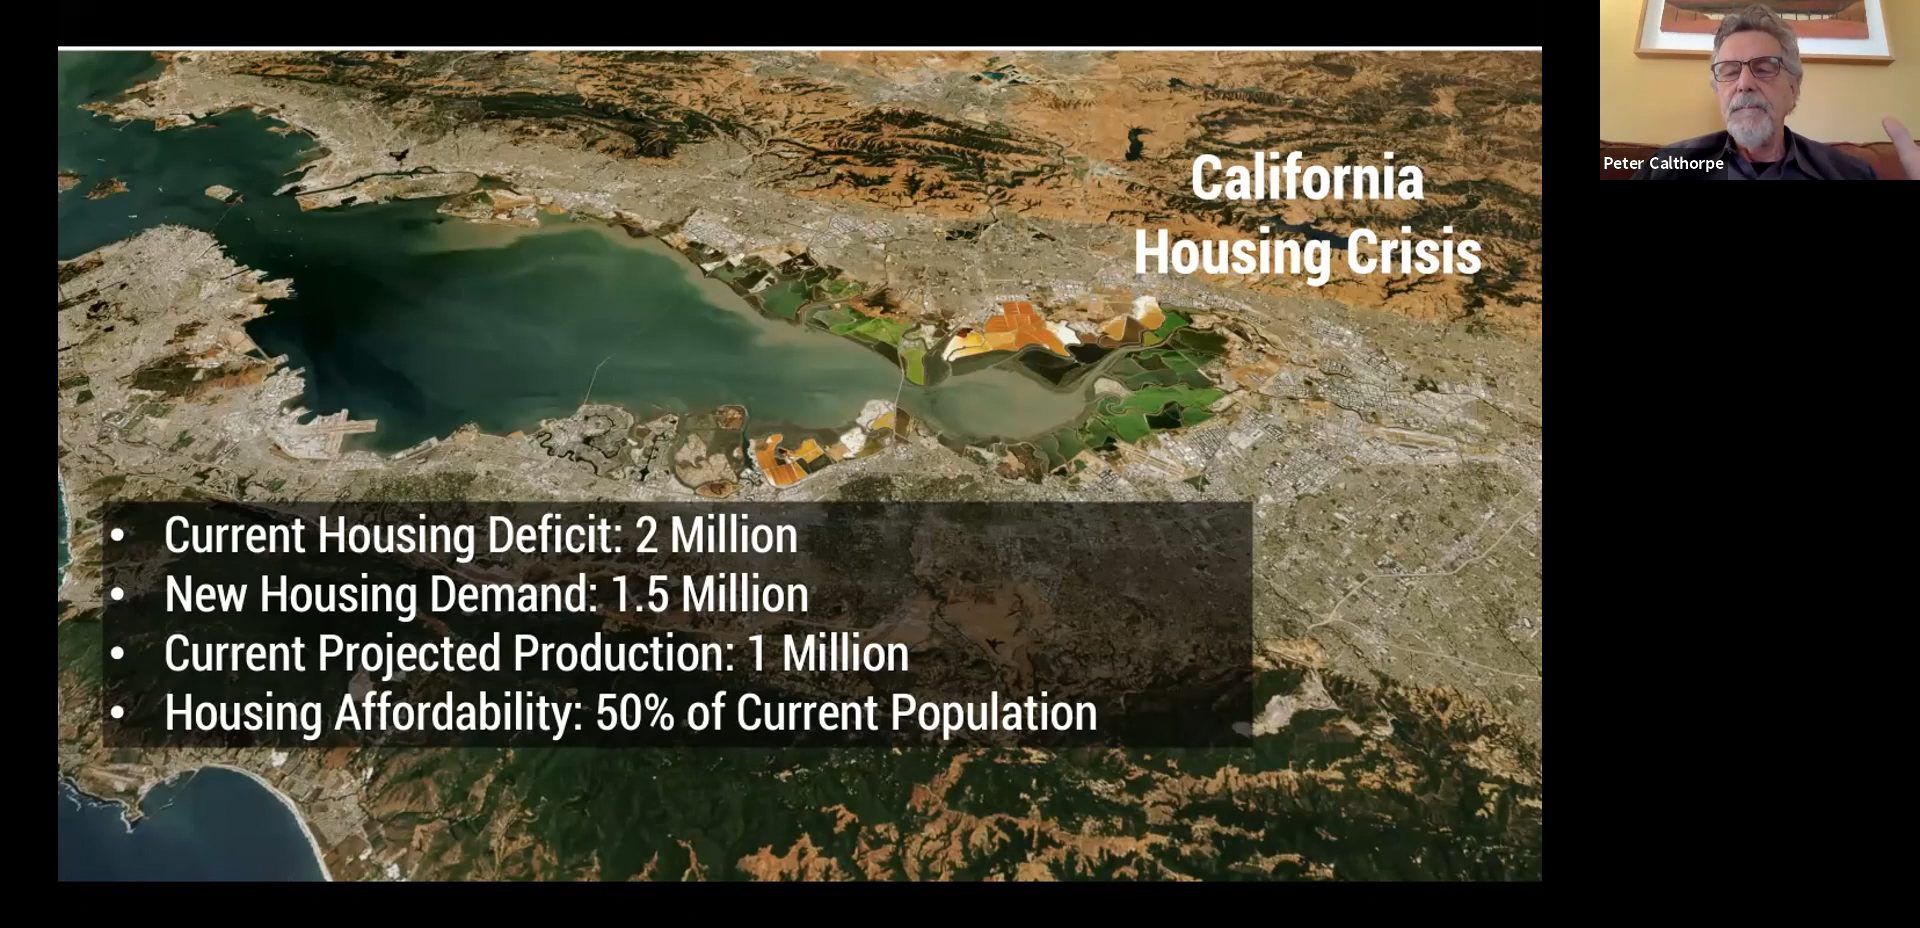 California
Housing Crisis
• Current Housing Deficit: 2 Million
• New Housing Demand: 1.5 Million
• Current Projected Production: 1 Million
• Housing Affordability: 50% of Current Population
Peter Calthorpe